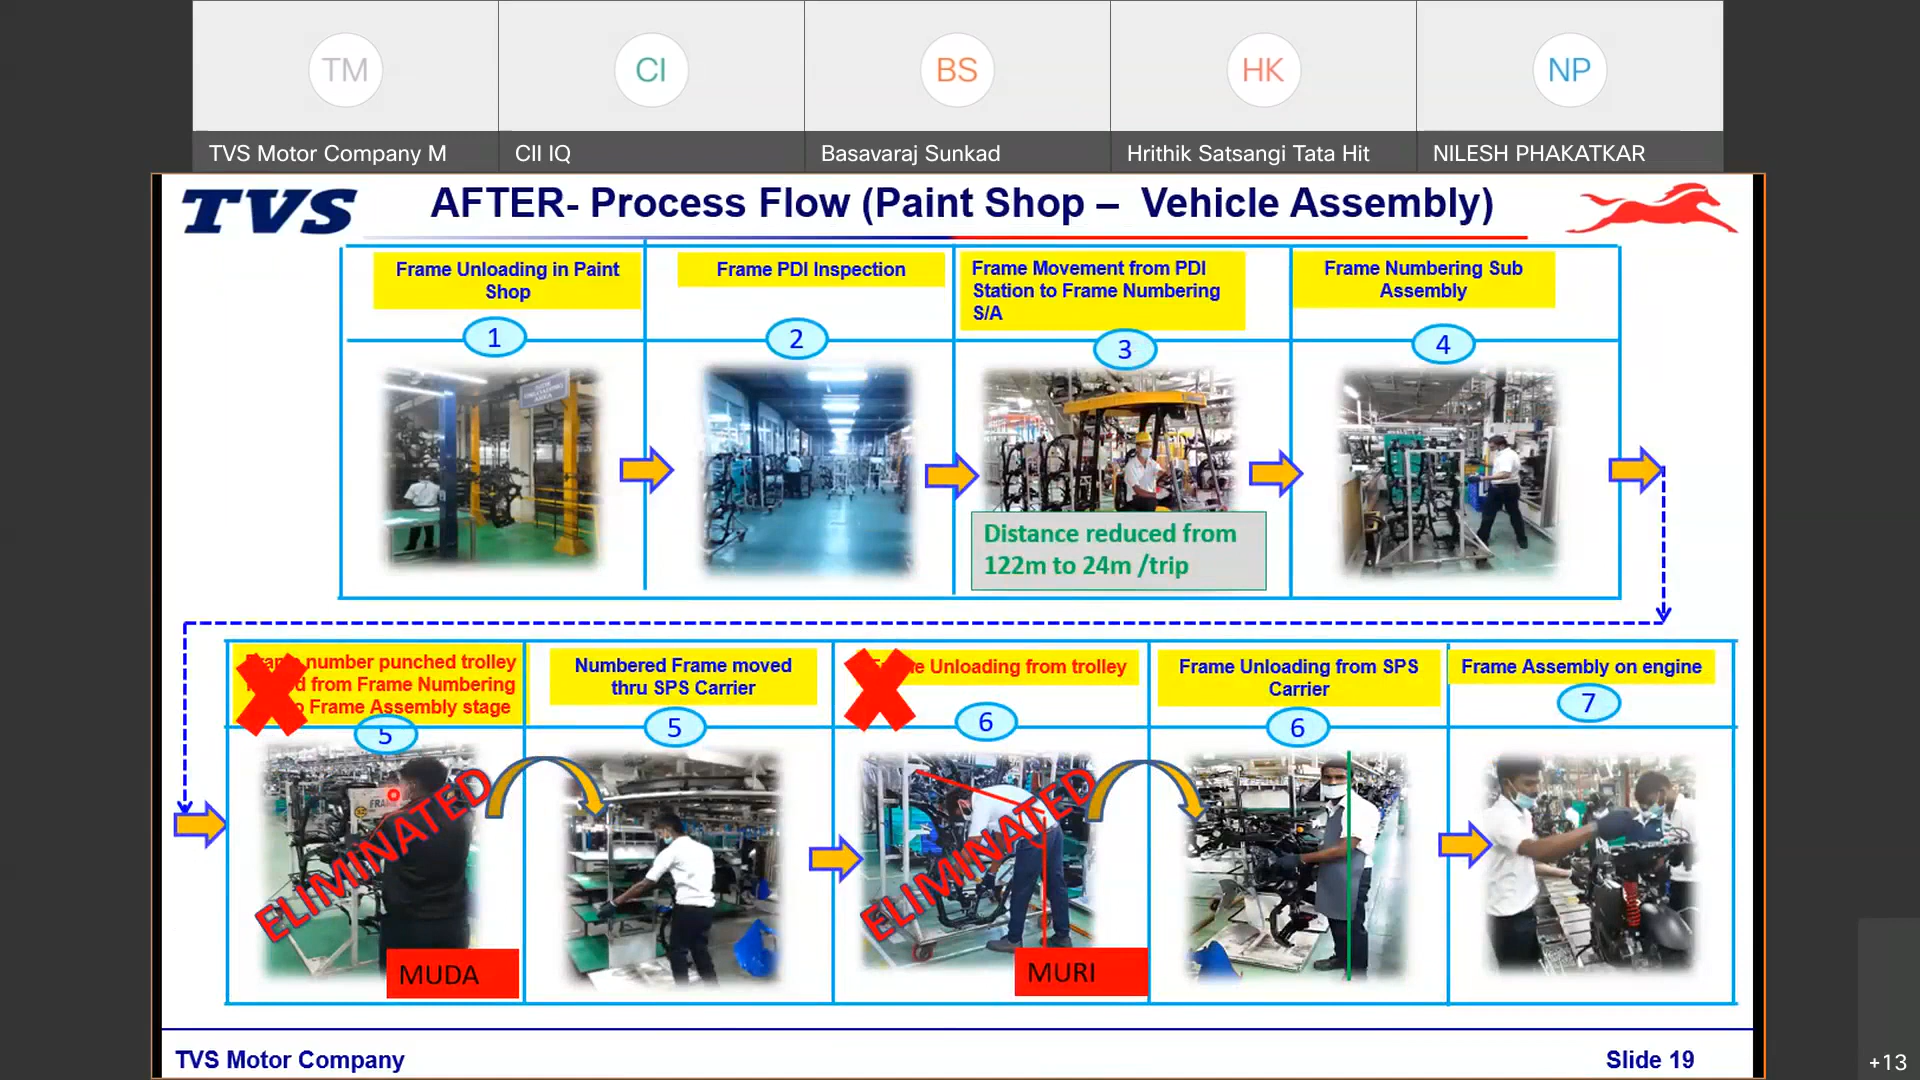 TM
CI
BS
HK
NP
TVS Motor Company M
CII IQ
Basavaraj Sunkad
Hrithik Satsangi Tata Hit
NILESH PHAKATKAR
TVS
AFTER- Process Flow (Paint Shop – Vehicle Assembly)
Frame Unloading in Paint
Shop
1
Frame PDI Inspection
2
Frame Movement from PDI
Station to Frame Numbering
S/A
3
Distance reduced from
122m to 24m /trip
Frame Numbering Sub
Assembly
4
number punched trolley
from Frame Numbering
Frame Assembly stage
5
ELIMINATED
MUDA
Numbered Frame moved
thru SPS Carrier
5
Unloading from trolley
6
ELIMINATED
MURI
Frame Unloading from SPS
Carrier
6
Frame Assembly on engine
7
TVS Motor Company
Slide 19
+13